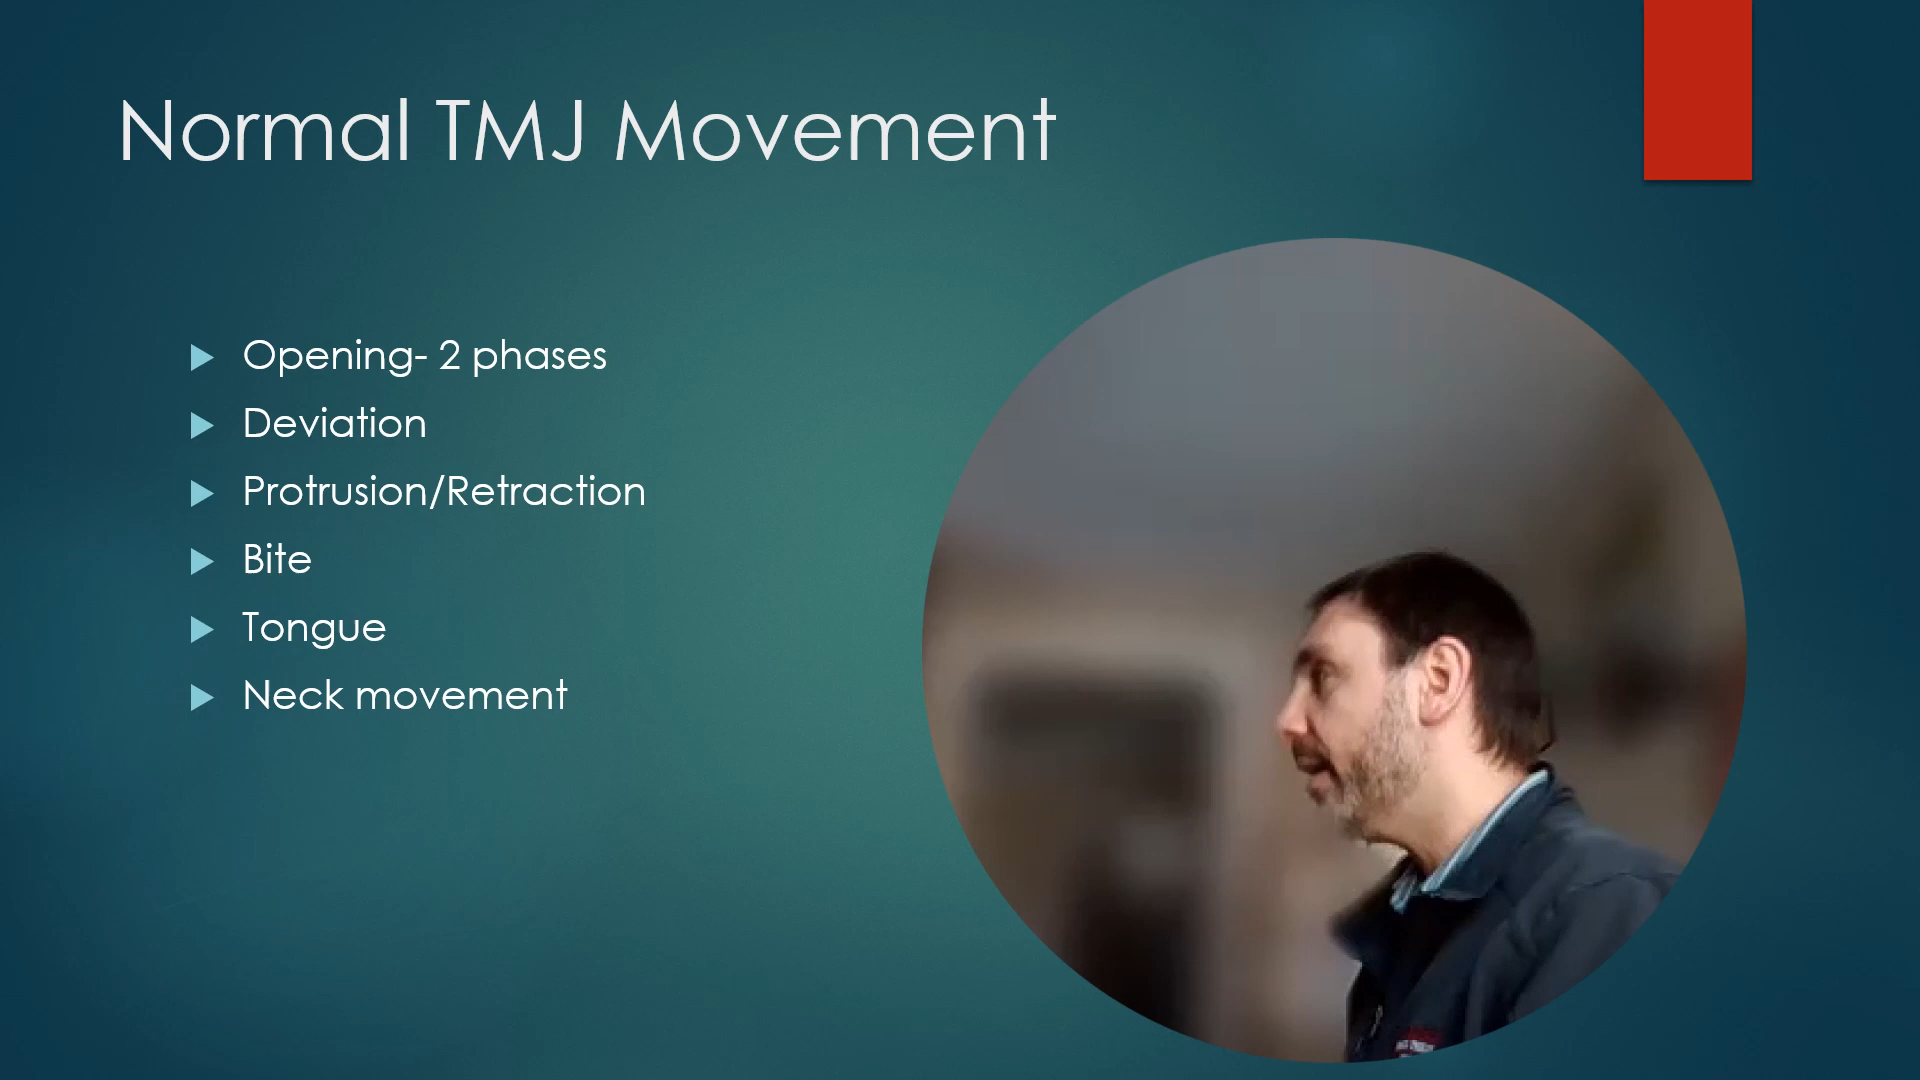 Normal TMJ Movement
Opening- 2 phases
Deviation
Protrusion/Retraction
Bite
Tongue
Neck movement